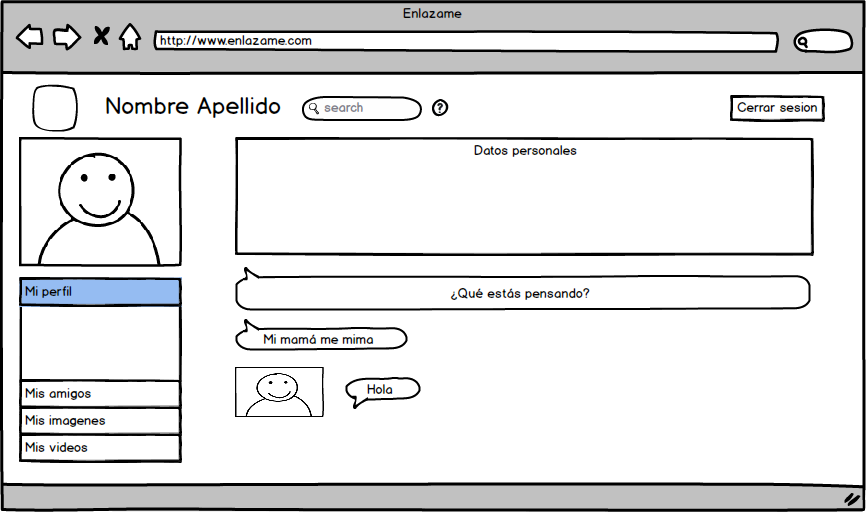 Enlazame
http://www.enlazame.com
Nombre Apellido
search
?
Cerrar sesion
Datos personales
Mi perfil
¿Qué estás pensando?
Mi mamá me mima
Hola
Mis amigos
Mis imagenes
Mis videos